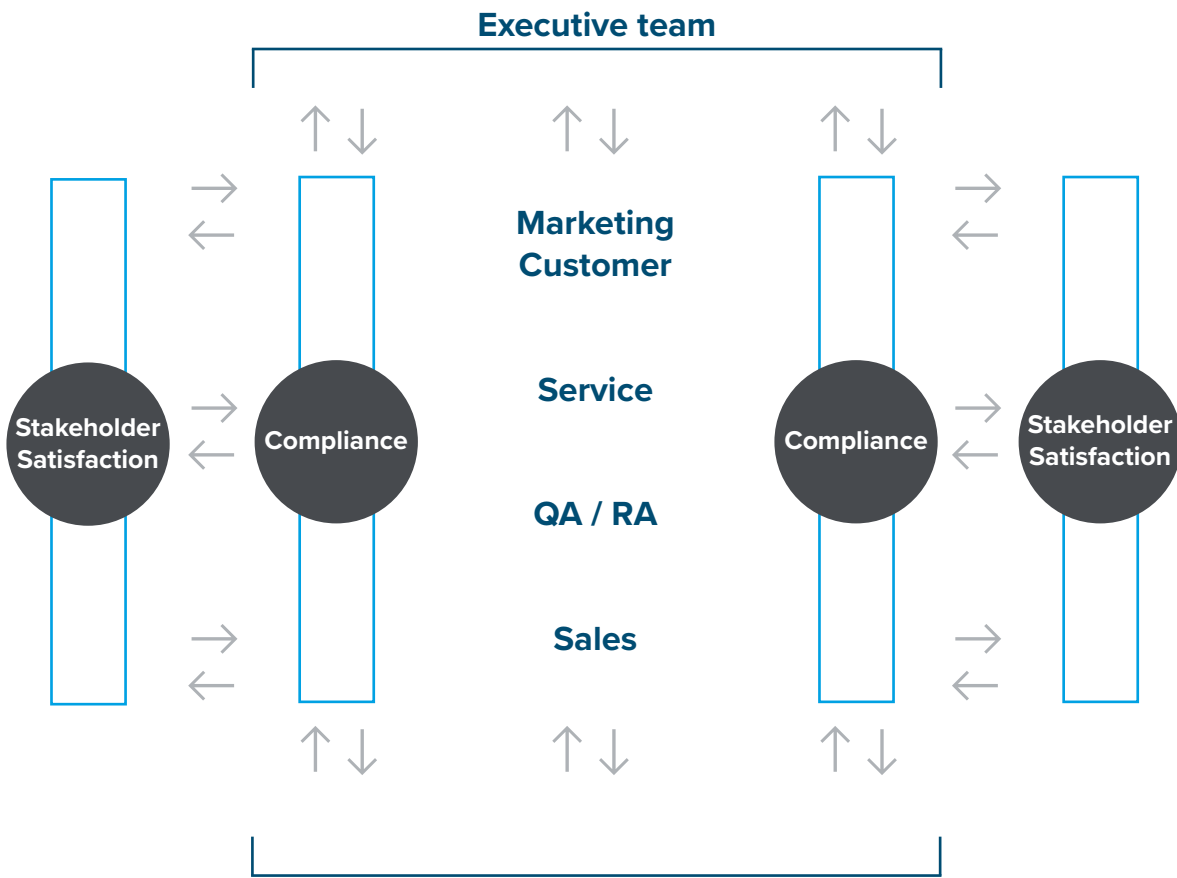 Executive team
Marketing
Customer
Service
Stakeholder
Satisfaction
Compliance
Compliance
Stakeholder
Satisfaction
QA / RA
Sales